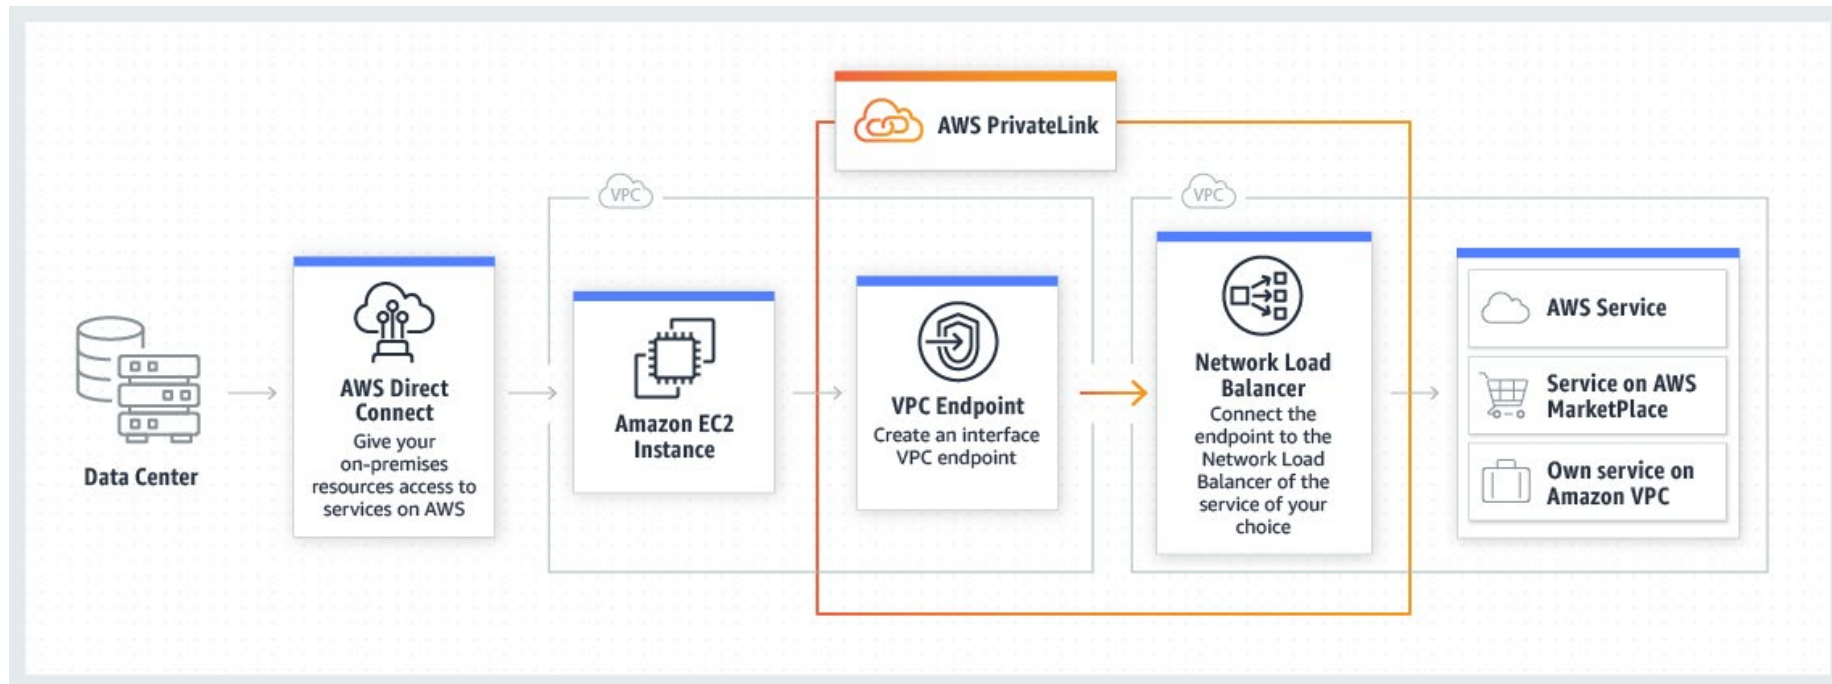 AWS PrivateLink
VPC
VPC
Data Center
AWS Direct
Connect
Give your
on-premises
resources access to
services on AWS
Amazon EC2
Instance
VPC Endpoint
Create an interface
VPC endpoint
Network Load
Balancer
Connect the
endpoint to the
Network Load
Balancer of the
service of your
choice
AWS Service
Service on AWS
MarketPlace
Own service on
Amazon VPC